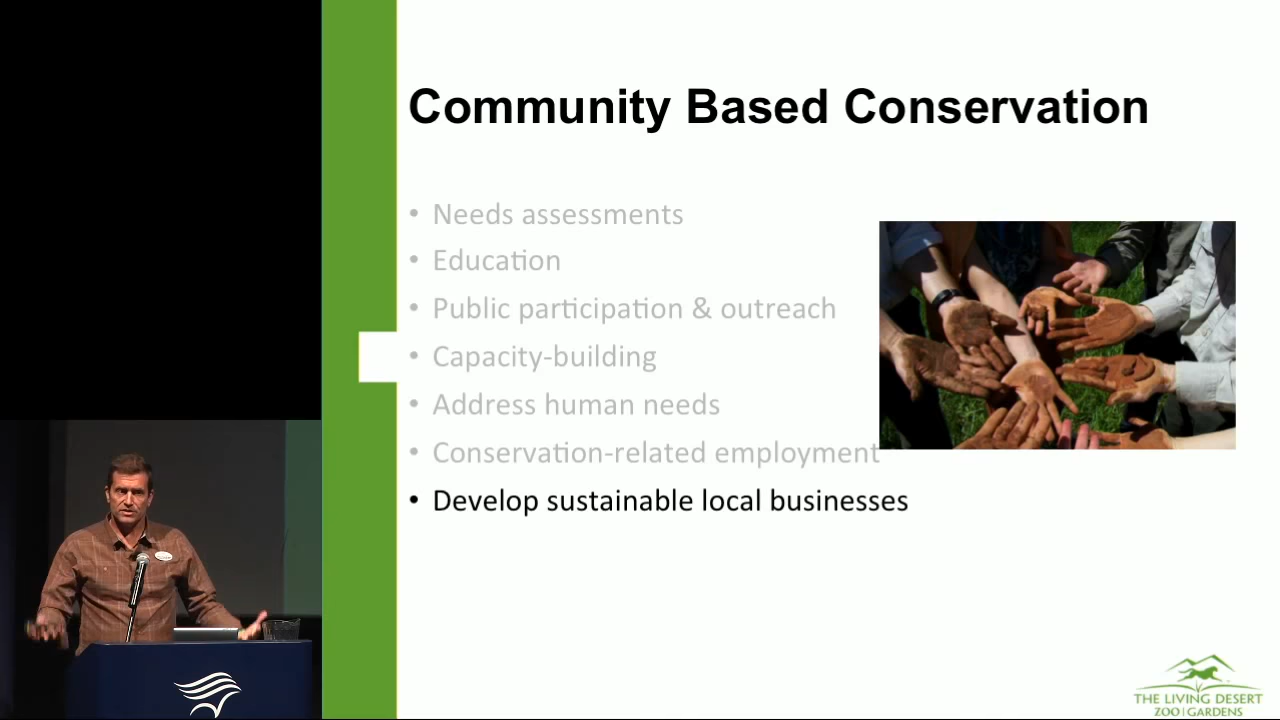 Community Based Conservation
• Needs assessments
• Education
• Public participation & outreach
• Capacity-building
• Address human needs
• Conservation-related employment
• Develop sustainable local businesses
THE LIVING DESERT
ZOO | GARDENS